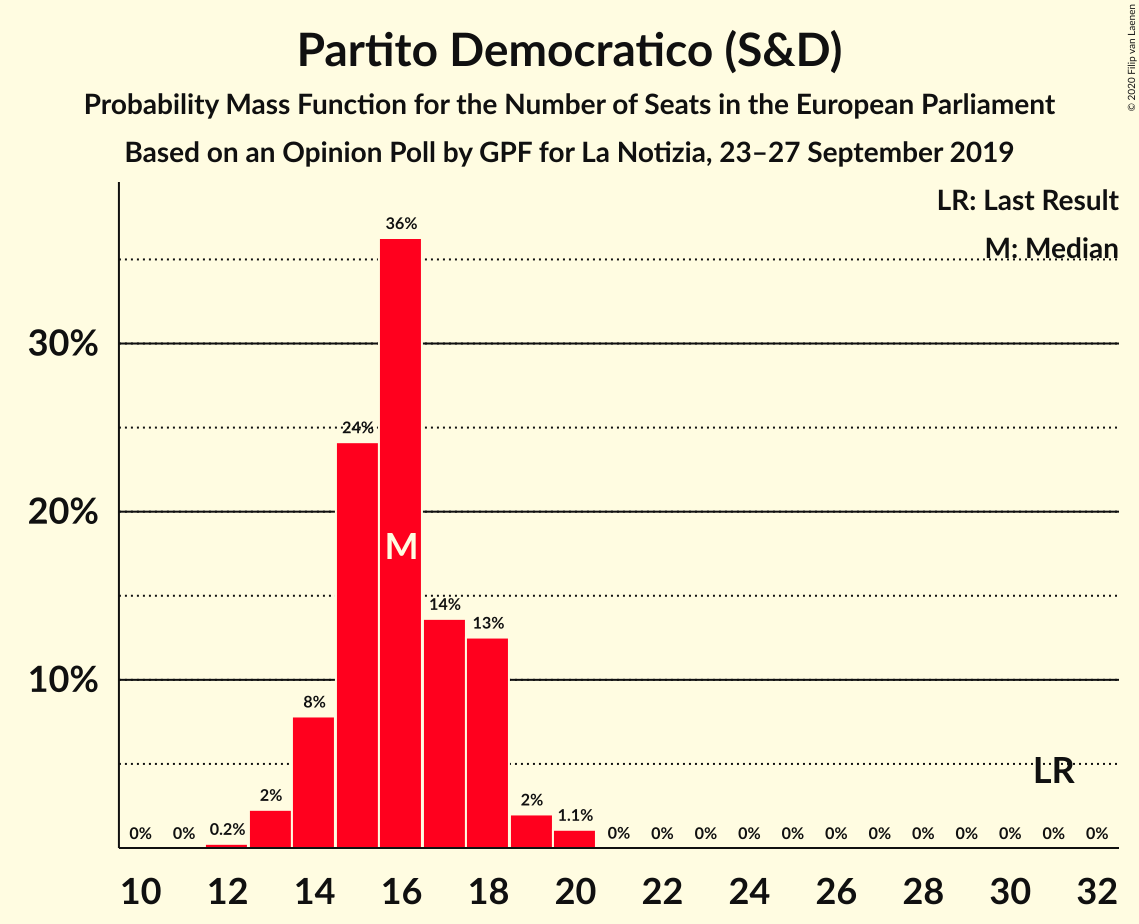 Partito Democratico (S&D)
Probability Mass Function for the Number of Seats in the European Parliament
Based on an Opinion Poll by GPF for La Notizia, 23–27 September 2019
© 2020 Filip van Laenen
LR: Last Result
M: Median
30%
20%
10%
0% 0% 0.2% 2% 8% 24% 36% 14% 13% 2% 1.1% 0% 0% 0% 0% 0% 0% 0% 0% 0% 0% 0% 0%
M
LR
10 12 14 16 18 20 22 24 26 28 30 32